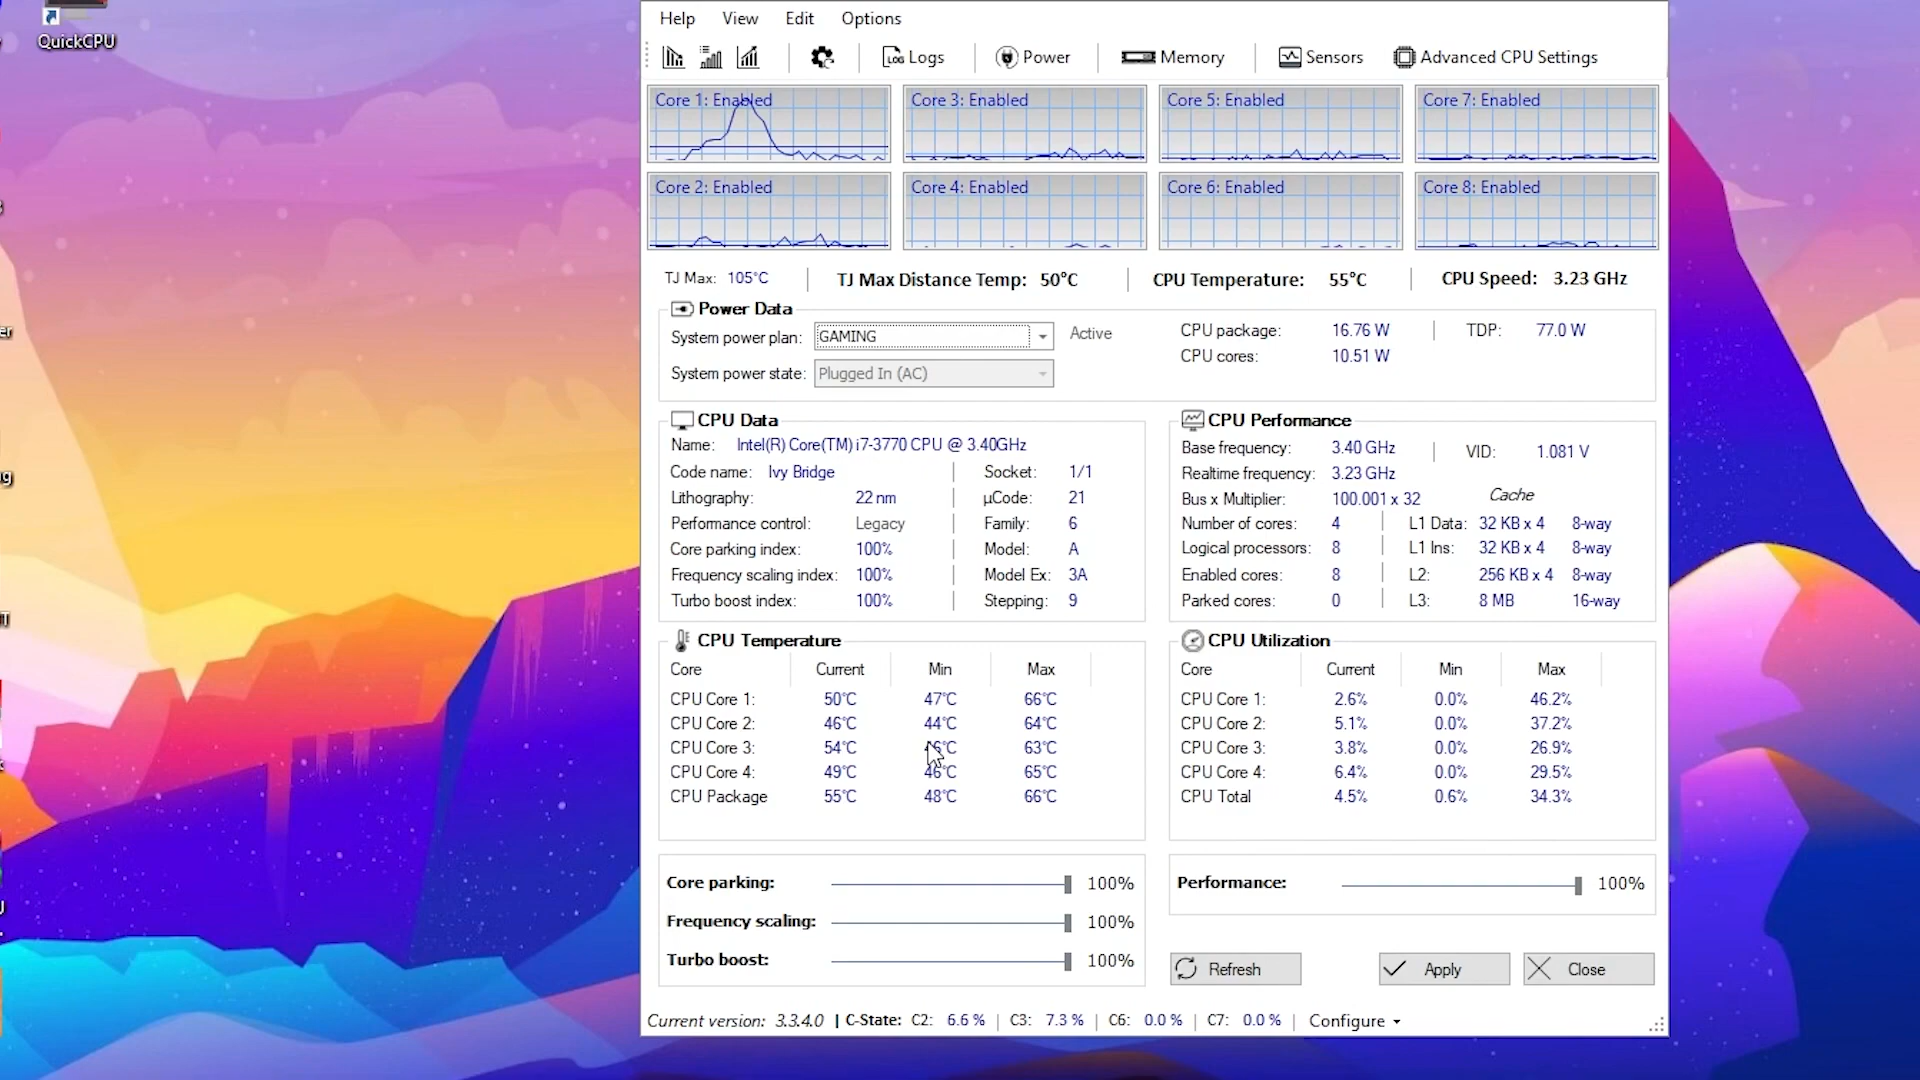 QuickCPU
Help View Edit Options
Logs Power Memory Sensors Advanced CPU Settings
Core 1: Enabled Core 3: Enabled Core 5: Enabled Core 7: Enabled
Core 2: Enabled Core 4: Enabled Core 6: Enabled Core 8: Enabled
TJ Max: 105°C | TJ Max Distance Temp: 50°C | CPU Temperature: 55°C | CPU Speed: 3.23 GHz
Power Data
System power plan: GAMING Active CPU package: 16.76 W | TDP: 77.0 W
CPU cores: 10.51 W
System power state: Plugged In (AC)
CPU Data
Name: Intel(R) Core(TM) i7-3770 CPU @ 3.40GHz
Code name: Ivy Bridge | Socket: 1/1
Lithography: 22 nm | µCode: 21
Performance control: Legacy | Family: 6
Core parking index: 100% | Model: A
Frequency scaling index: 100% | Model Ex: 3A
Turbo boost index: 100% | Stepping: 9
CPU Performance
Base frequency: 3.40 GHz | VID: 1.081 V
Realtime frequency: 3.23 GHz
Bus x Multiplier: 100.001 x 32 Cache
Number of cores: 4 | L1 Data: 32 KB x 4 8-way
Logical processors: 8 | L1 Ins: 32 KB x 4 8-way
Enabled cores: 8 | L2: 256 KB x 4 8-way
Parked cores: 0 | L3: 8 MB 16-way
CPU Temperature
Core Current Min Max
CPU Core 1: 50°C 47°C 66°C
CPU Core 2: 46°C 44°C 64°C
CPU Core 3: 54°C 63°C
CPU Core 4: 49°C 46°C 65°C
CPU Package 55°C 48°C 66°C
CPU Utilization
Core Current Min Max
CPU Core 1: 2.6% 0.0% 46.2%
CPU Core 2: 5.1% 0.0% 37.2%
CPU Core 3: 3.8% 0.0% 26.9%
CPU Core 4: 6.4% 0.0% 29.5%
CPU Total 4.5% 0.6% 34.3%
Core parking: 100%
Frequency scaling: 100%
Turbo boost: 100%
Performance: 100%
Refresh Apply Close
Current version: 3.3.4.0 | C-State: C2: 6.6 % | C3: 7.3 % | C6: 0.0 % | C7: 0.0 % | Configure